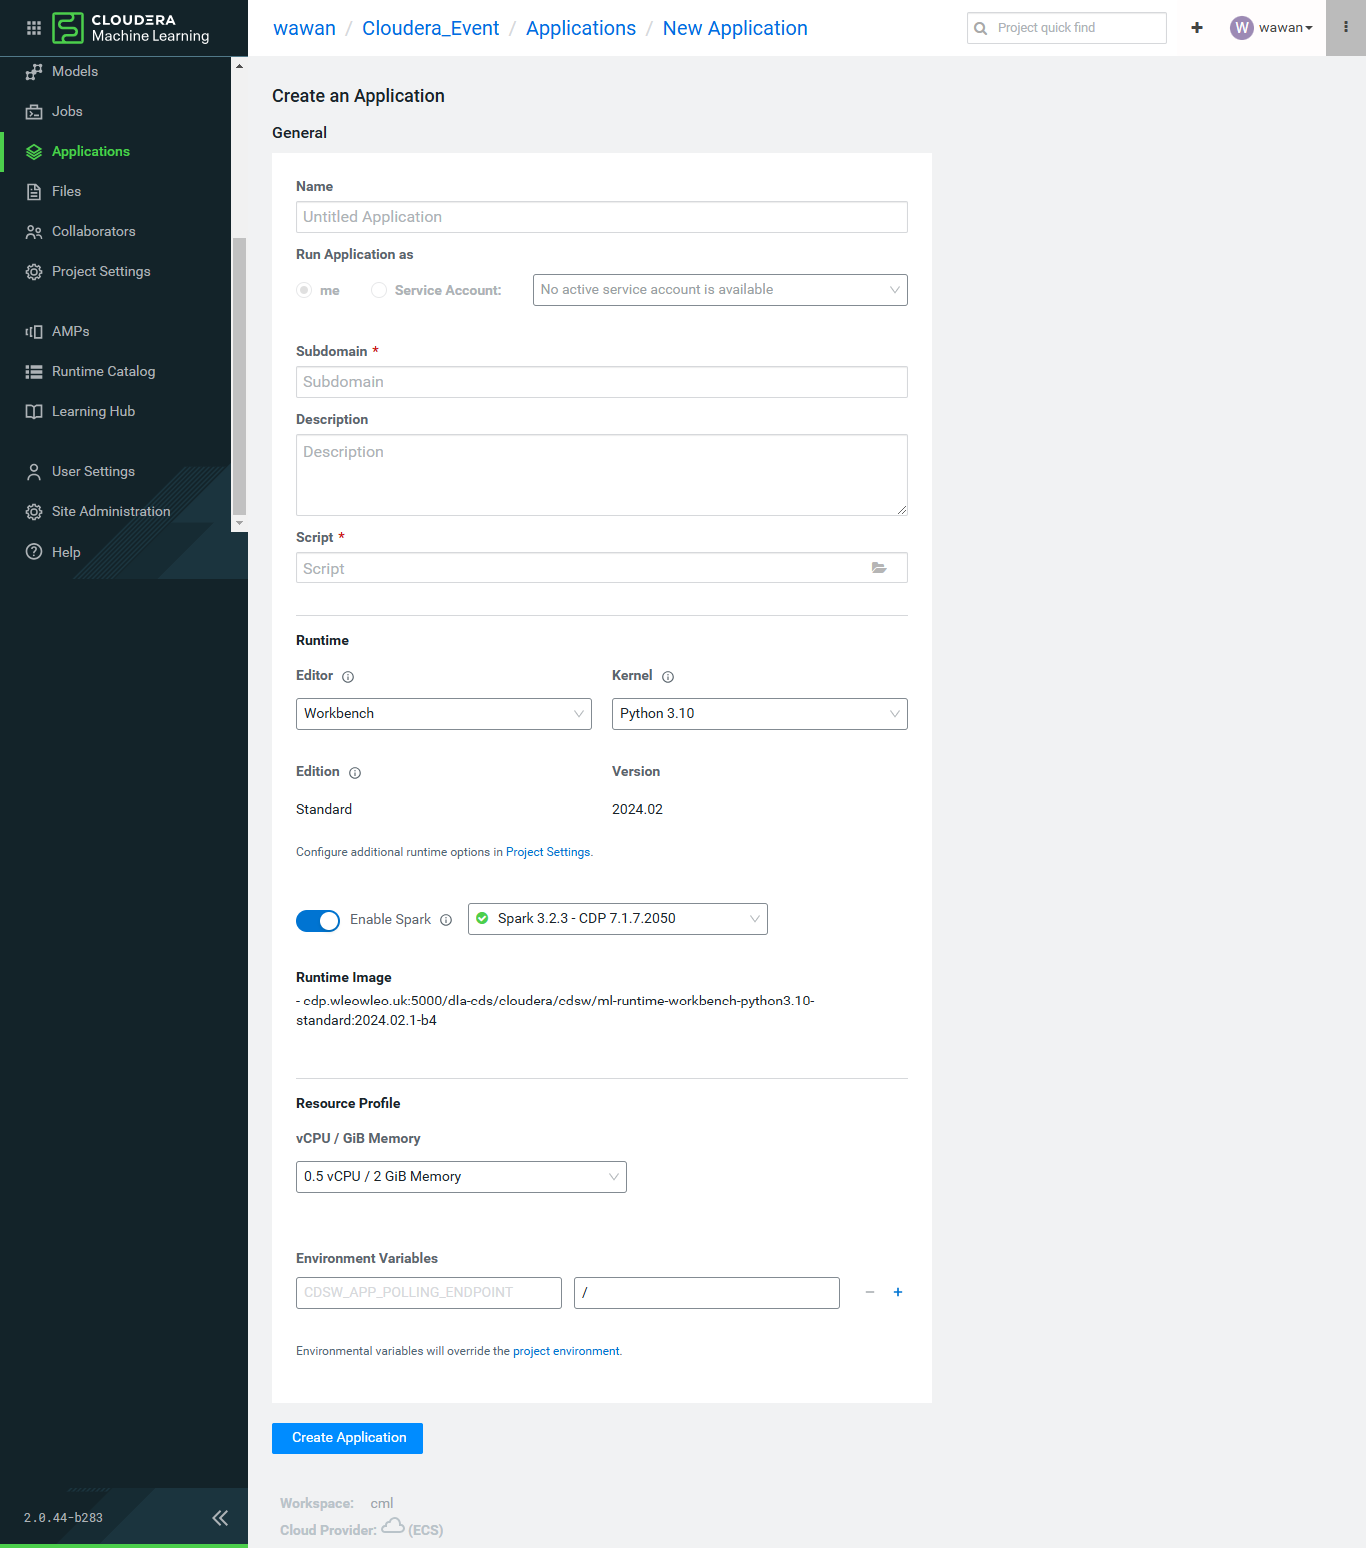 CLOUDERA
Machine Learning
wawan / Cloudera_Event / Applications / New Application
Project quick find
W wawan
Models
Jobs
Applications
Files
Collaborators
Project Settings
AMPs
Runtime Catalog
Learning Hub
User Settings
Site Administration
Help
2.0.44-b283
Create an Application
General
Name
Untitled Application
Run Application as
me Service Account: No active service account is available
Subdomain *
Subdomain
Description
Description
Script *
Script
Runtime
Editor Kernel
Workbench Python 3.10
Edition Version
Standard 2024.02
Configure additional runtime options in Project Settings.
Enable Spark Spark 3.2.3 - CDP 7.1.7.2050
Runtime Image
- cdp.wleowleo.uk:5000/dla-cds/cloudera/cdsw/ml-runtime-workbench-python3.10-
standard:2024.02.1-b4
Resource Profile
vCPU / GiB Memory
0.5 vCPU / 2 GiB Memory
Environment Variables
CDSW_APP_POLLING_ENDPOINT /
Environmental variables will override the project environment.
Create Application
Workspace: cml
Cloud Provider: (ECS)